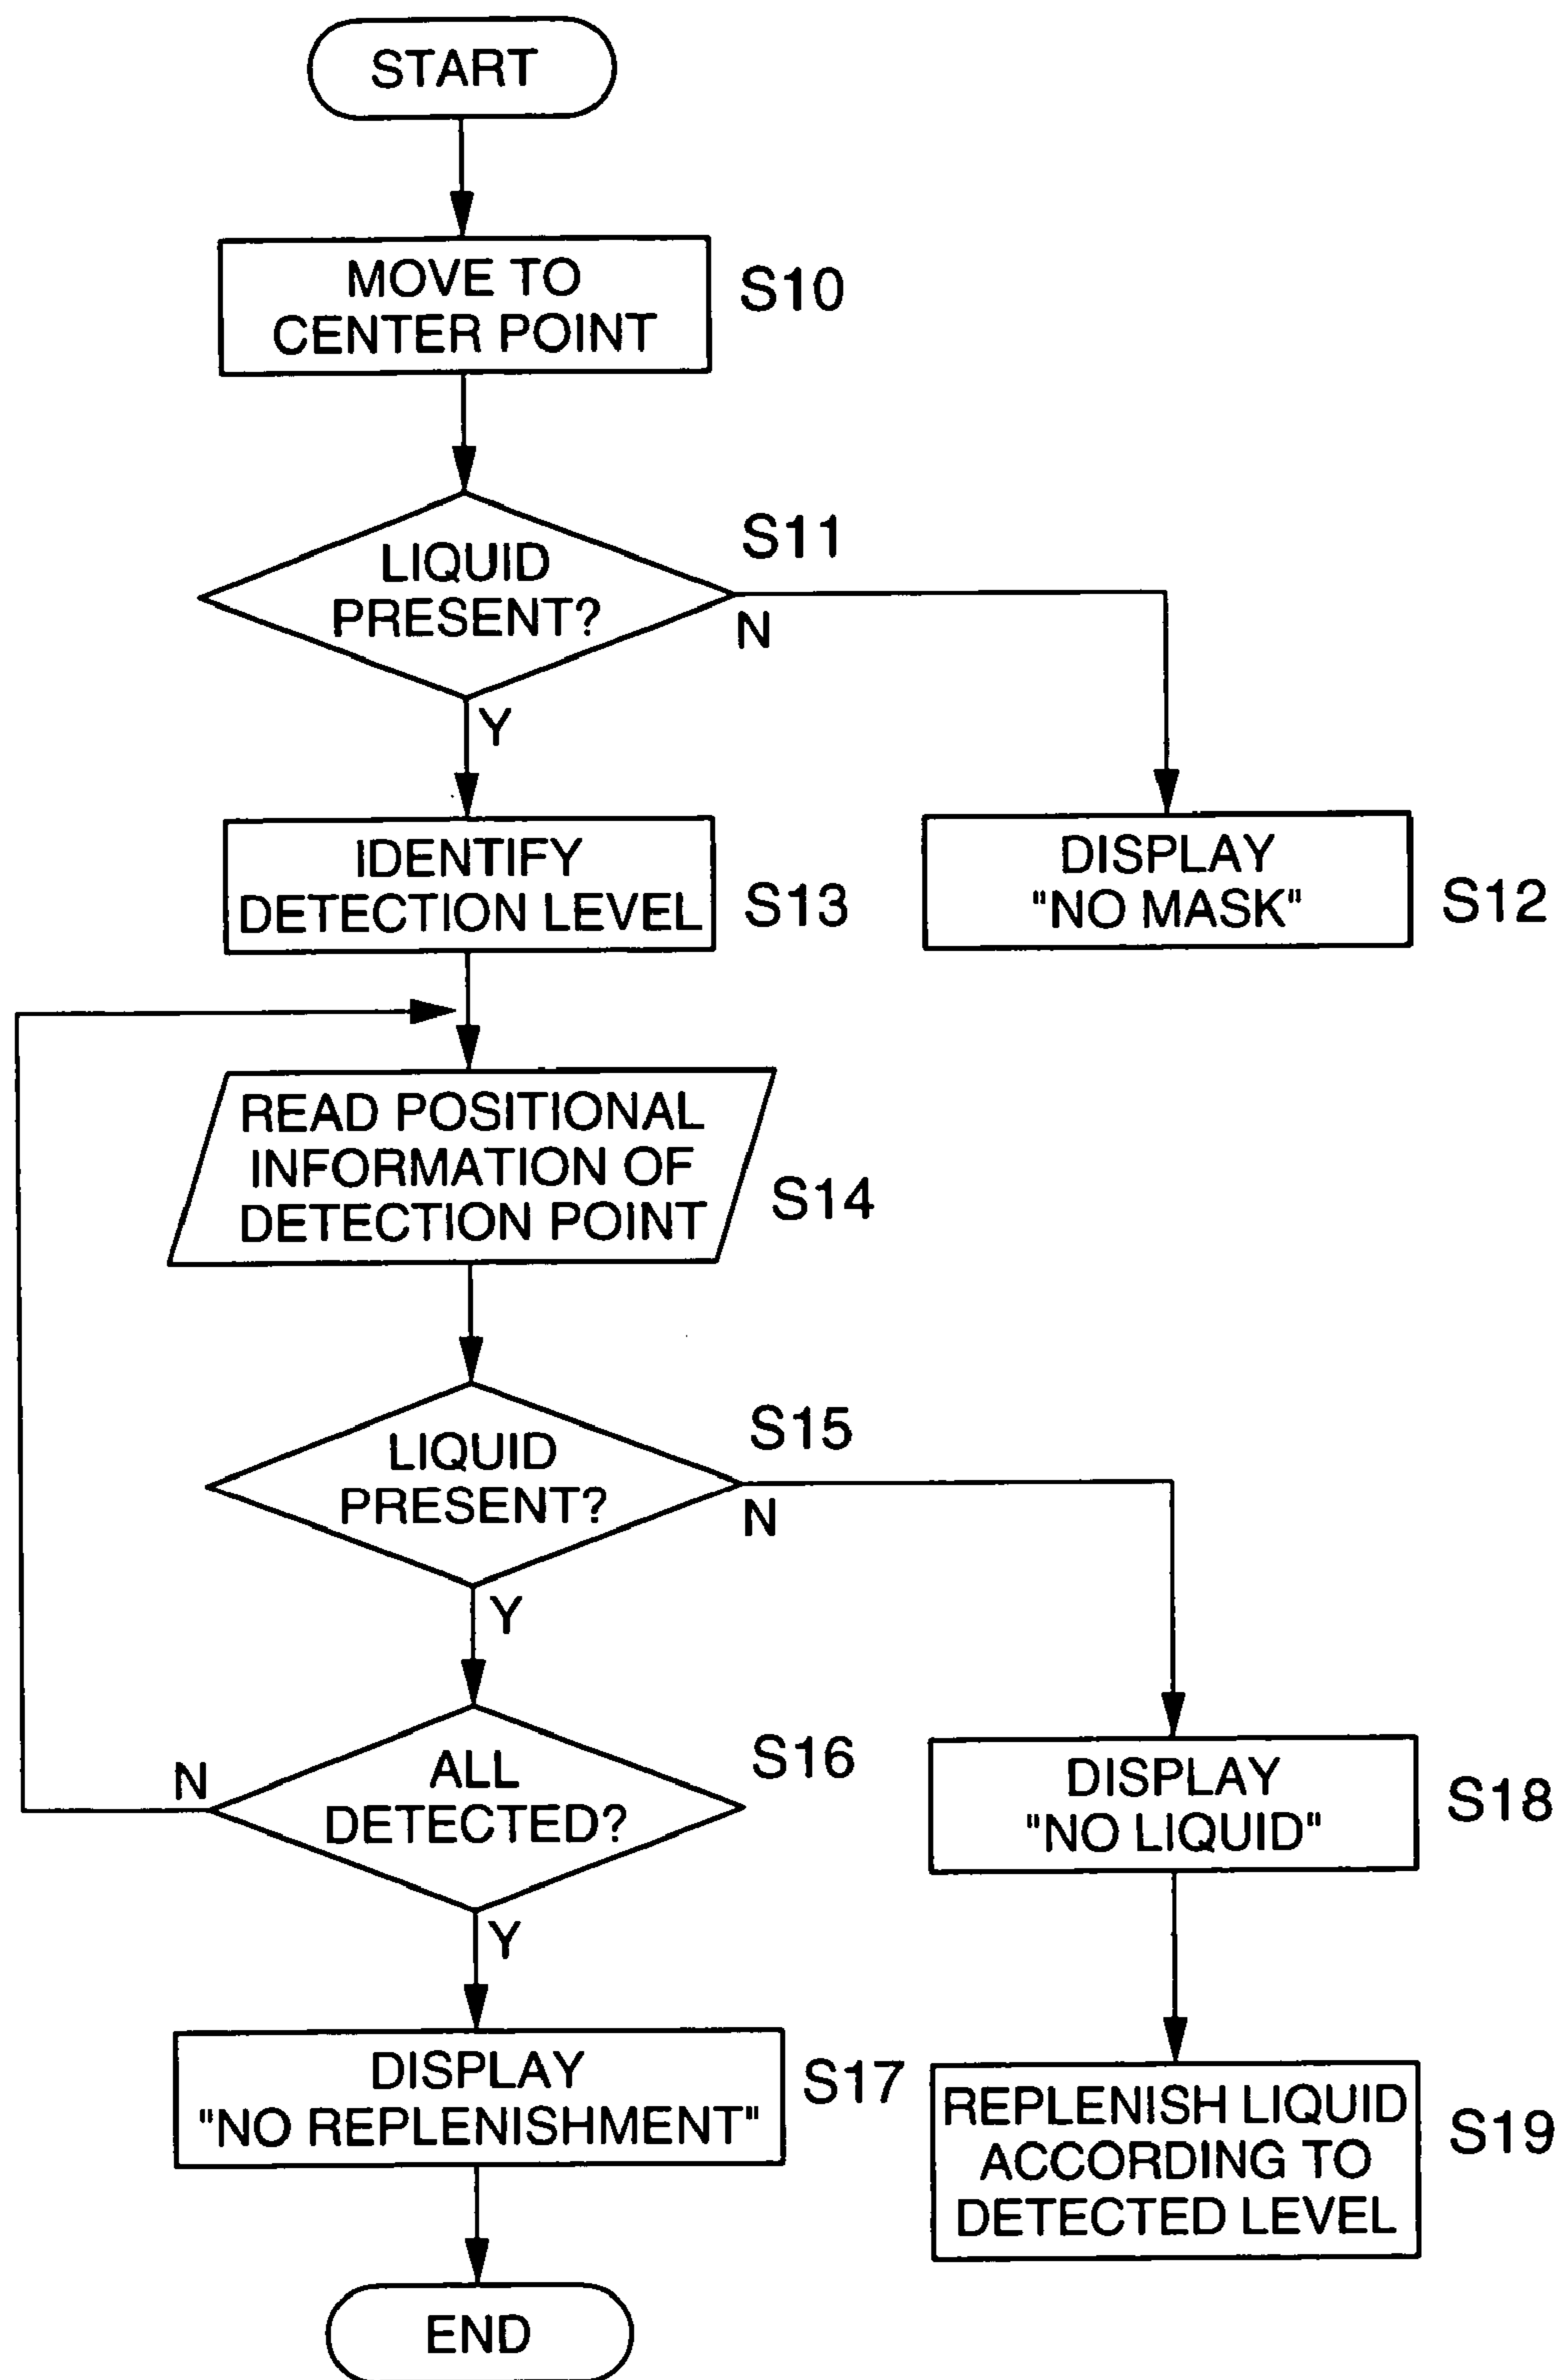 START
MOVE TO
CENTER POINT
S10
LIQUID
PRESENT?
S11
N
Y
IDENTIFY
DETECTION LEVEL
S13
DISPLAY
"NO MASK"
S12
READ POSITIONAL
INFORMATION OF
DETECTION POINT
S14
LIQUID
PRESENT?
S15
N
Y
ALL
DETECTED?
S16
N
Y
DISPLAY
"NO LIQUID"
S18
DISPLAY
"NO REPLENISHMENT"
S17
REPLENISH LIQUID
ACCORDING TO
DETECTED LEVEL
S19
END